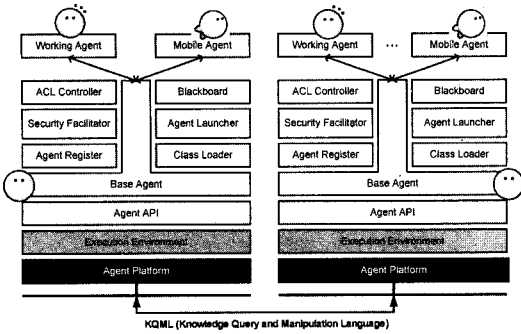 Working Agent
Mobile Agent
ACL Controller
Blackboard
Security Facilitator
Agent Launcher
Agent Register
Class Loader
Base Agent
Agent API
Execution Environment
Agent Platform
Working Agent
...
Mobile Agent
ACL Controller
Blackboard
Security Facilitator
Agent Launcher
Agent Register
Class Loader
Base Agent
Agent API
Execution Environment
Agent Platform
KQML (Knowledge Query and Manipulation Language)